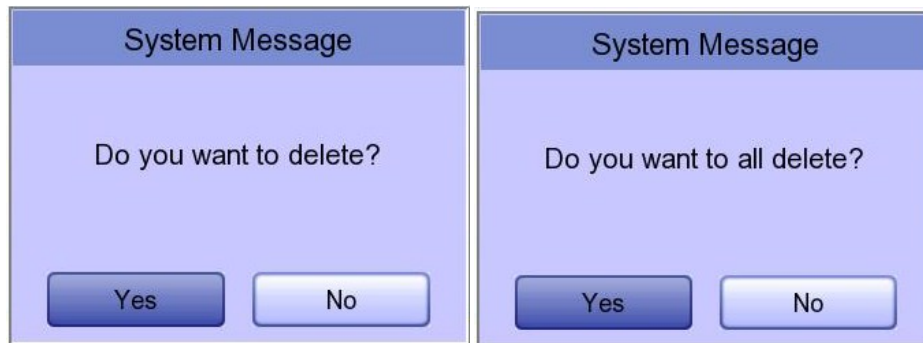 System Message
Do you want to delete?
Yes
No
System Message
Do you want to all delete?
Yes
No